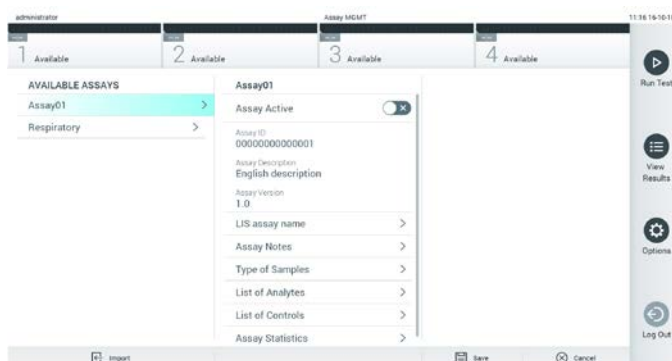 administrator Assay MGMT 11:16 16-10-1
1 Available 2 Available 3 Available 4 Available
AVAILABLE ASSAYS
Assay01
Respiratory
Assay01
Assay Active
Assay ID
00000000000001
Assay Description
English description
Assay Version
1.0
LIS assay name
Assay Notes
Type of Samples
List of Analytes
List of Controls
Assay Statistics
Run Test
View
Results
Options
Log Out
Import Save Cancel